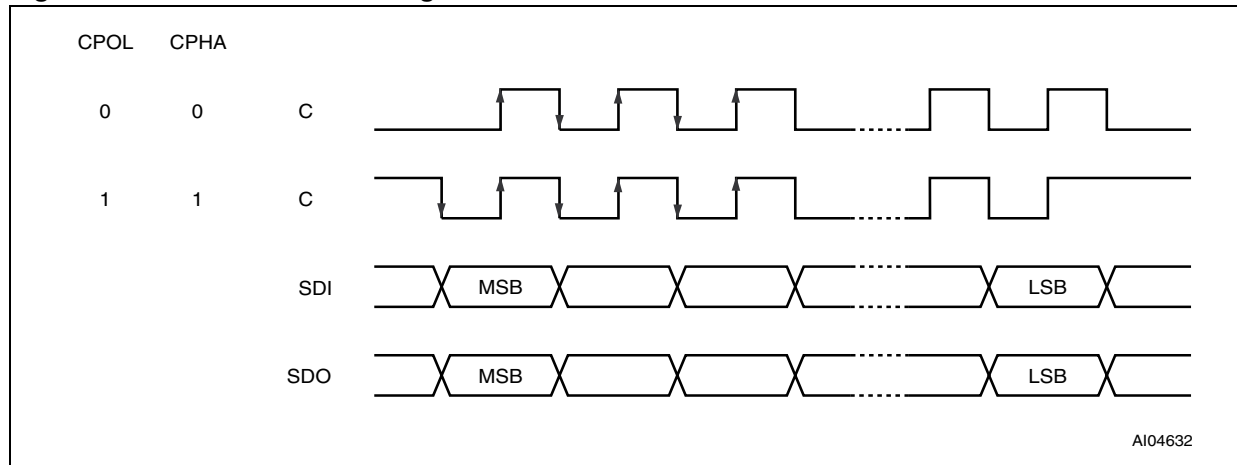 CPOL CPHA
0 0 C
1 1 C
SDI MSB LSB
SDO MSB LSB
AI04632